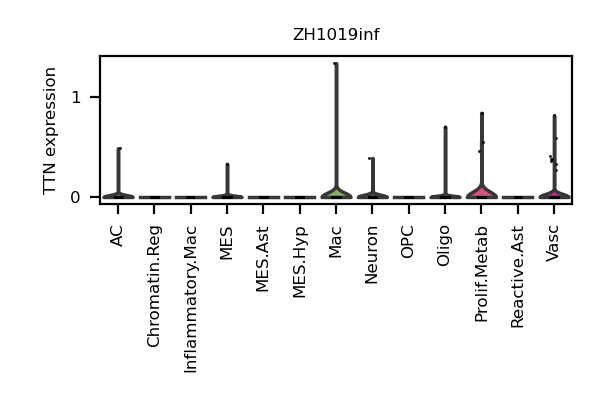 ZH1019inf
TTN expression
1
0
AC
Chromatin.Reg
Inflammatory.Mac
MES
MES.Ast
MES.Hyp
Mac
Neuron
OPC
Oligo
Prolif.Metab
Reactive.Ast
Vasc